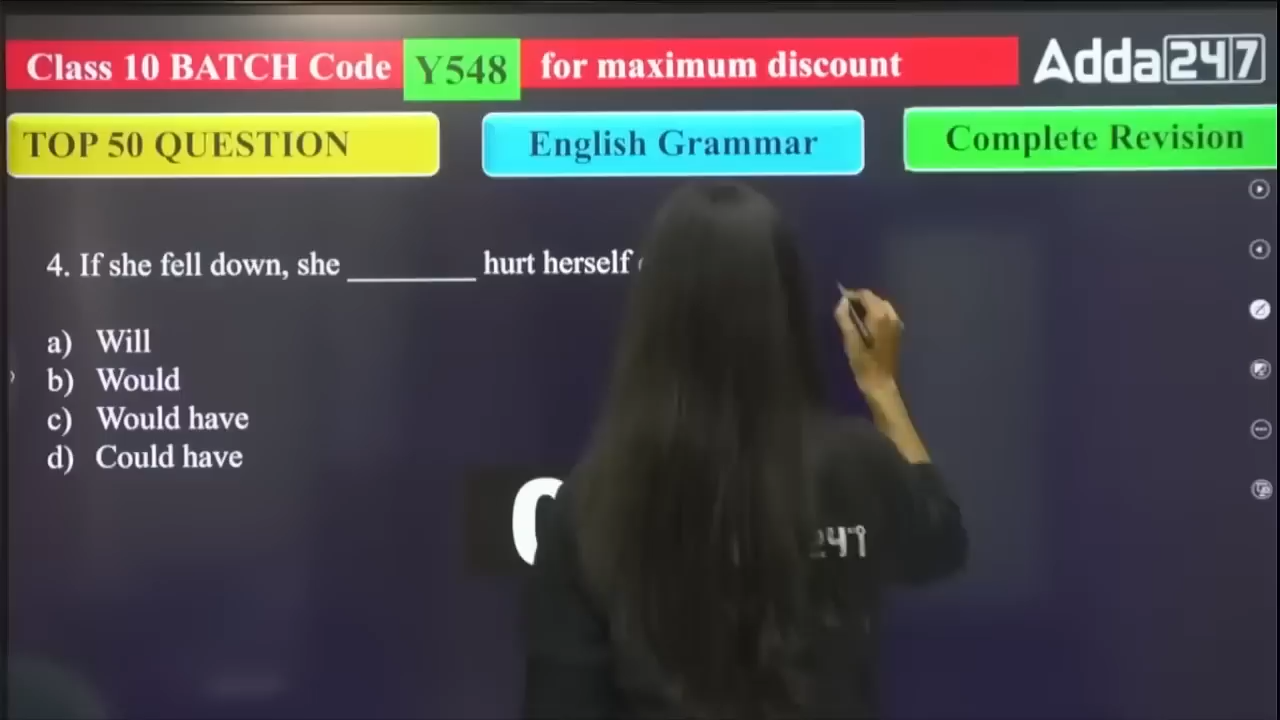 Class 10 BATCH Code Y548 for maximum discount
Adda247
TOP 50 QUESTION
English Grammar
Complete Revision
4. If she fell down, she ________ hurt herself
a) Will
b) Would
c) Would have
d) Could have
247